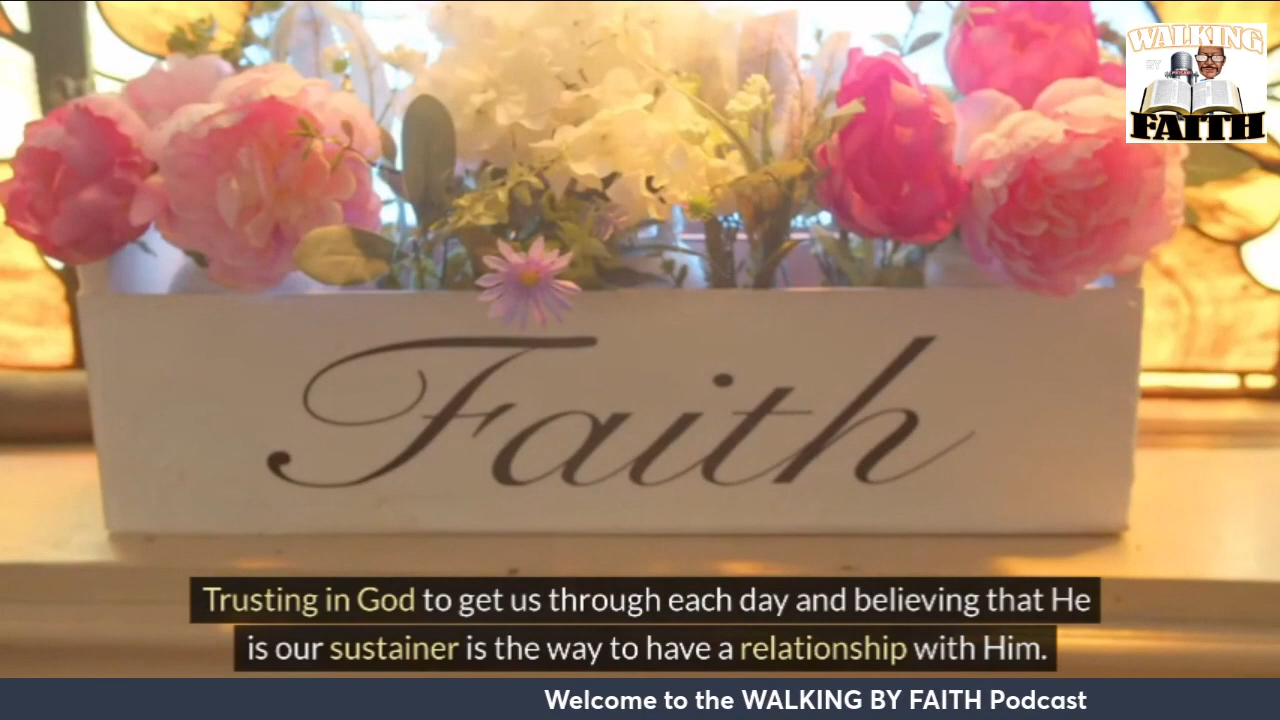 WALKING
BY
FAITH
Faith
Trusting in God to get us through each day and believing that He
is our sustainer is the way to have a relationship with Him.
Welcome to the WALKING BY FAITH Podcast